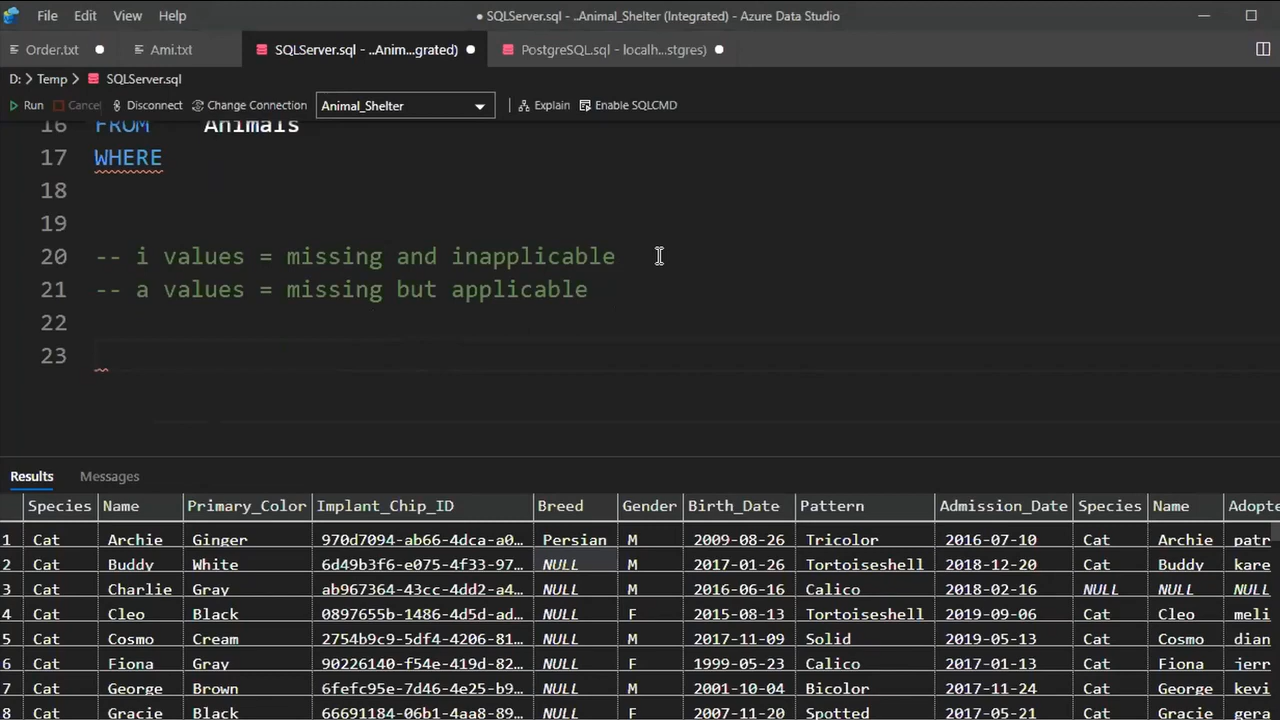 File Edit View Help ● SQLServer.sql - ..Animal_Shelter (Integrated) - Azure Data Studio
Order.txt Ami.txt SQLServer.sql - ..Anim...grated) PostgreSQL.sql - localh...stgres)
D: > Temp > SQLServer.sql
Run Cancel Disconnect Change Connection Animal_Shelter Explain Enable SQLCMD
16 FROM Animals
17 WHERE
18
19
20 -- i values = missing and inapplicable
21 -- a values = missing but applicable
22
23
Results Messages
Species Name Primary_Color Implant_Chip_ID Breed Gender Birth_Date Pattern Admission_Date Species Name Adopte
1 Cat Archie Ginger 970d7094-ab66-4dca-a0... Persian M 2009-08-26 Tricolor 2016-07-10 Cat Archie patr
2 Cat Buddy White 6d49b3f6-e075-4f33-97... NULL M 2017-01-26 Tortoiseshell 2018-12-20 Cat Buddy kare
3 Cat Charlie Gray ab967364-43cc-4dd2-a4... NULL M 2016-06-16 Calico 2018-02-16 NULL NULL NULL
4 Cat Cleo Black 0897655b-1486-4d5d-ad... NULL F 2015-08-13 Tortoiseshell 2019-09-06 Cat Cleo meli
5 Cat Cosmo Cream 2754b9c9-5df4-4206-81... NULL M 2017-11-09 Solid 2019-05-13 Cat Cosmo dian
6 Cat Fiona Gray 90226140-f54e-419d-82... NULL F 1999-05-23 Calico 2017-01-13 Cat Fiona jerr
7 Cat George Brown 6fefc95e-7d46-4e25-b9... NULL M 2001-10-04 Bicolor 2017-11-24 Cat George kevi
8 Cat Gracie Black 66691184-06b1-4aa8-89... NULL F 2007-11-20 Spotted 2017-05-21 Cat Gracie gera